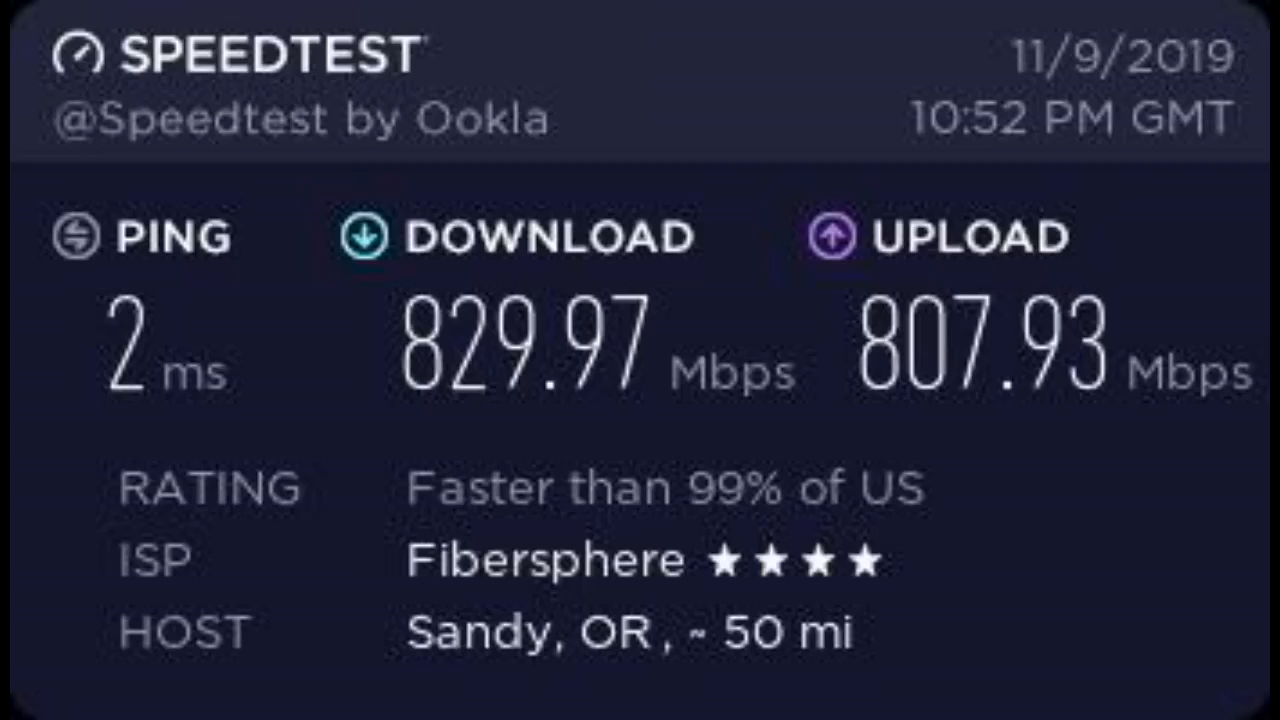 SPEEDTEST 11/9/2019
@Speedtest by Ookla 10:52 PM GMT
PING DOWNLOAD UPLOAD
2 ms 829.97 Mbps 807.93 Mbps
RATING Faster than 99% of US
ISP Fibersphere ★★★★
HOST Sandy, OR , ~ 50 mi